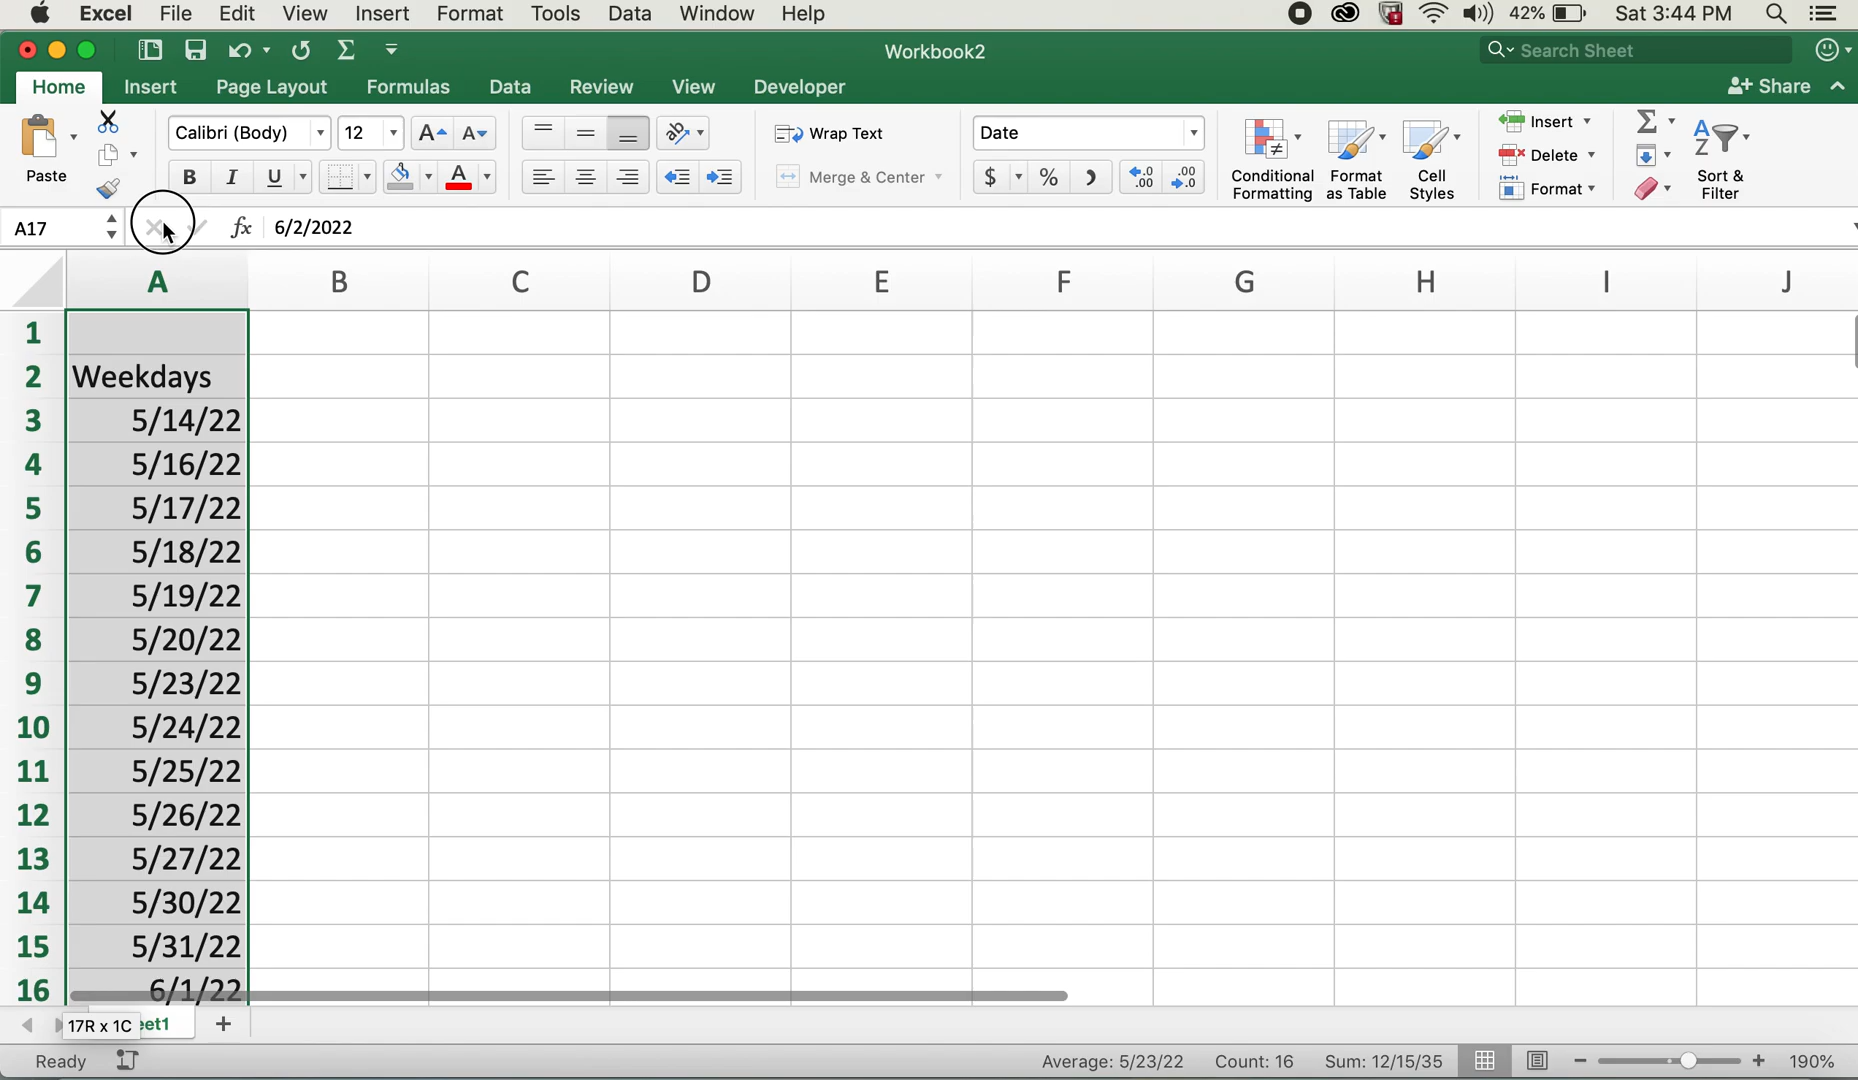 Excel File Edit View Insert Format Tools Data Window Help 42% Sat 3:44 PM
Workbook2 Search Sheet
Home Insert Page Layout Formulas Data Review View Developer Share
Paste Calibri (Body) 12 A A Wrap Text Date Insert
B I U A Merge & Center $ % Conditional Formatting Format as Table Cell Styles Delete Format Sort & Filter
A17 fx 6/2/2022
A B C D E F G H I J
1
2 Weekdays
3 5/14/22
4 5/16/22
5 5/17/22
6 5/18/22
7 5/19/22
8 5/20/22
9 5/23/22
10 5/24/22
11 5/25/22
12 5/26/22
13 5/27/22
14 5/30/22
15 5/31/22
16 6/1/22
17R x 1C eet1 +
Ready Average: 5/23/22 Count: 16 Sum: 12/15/35 190%